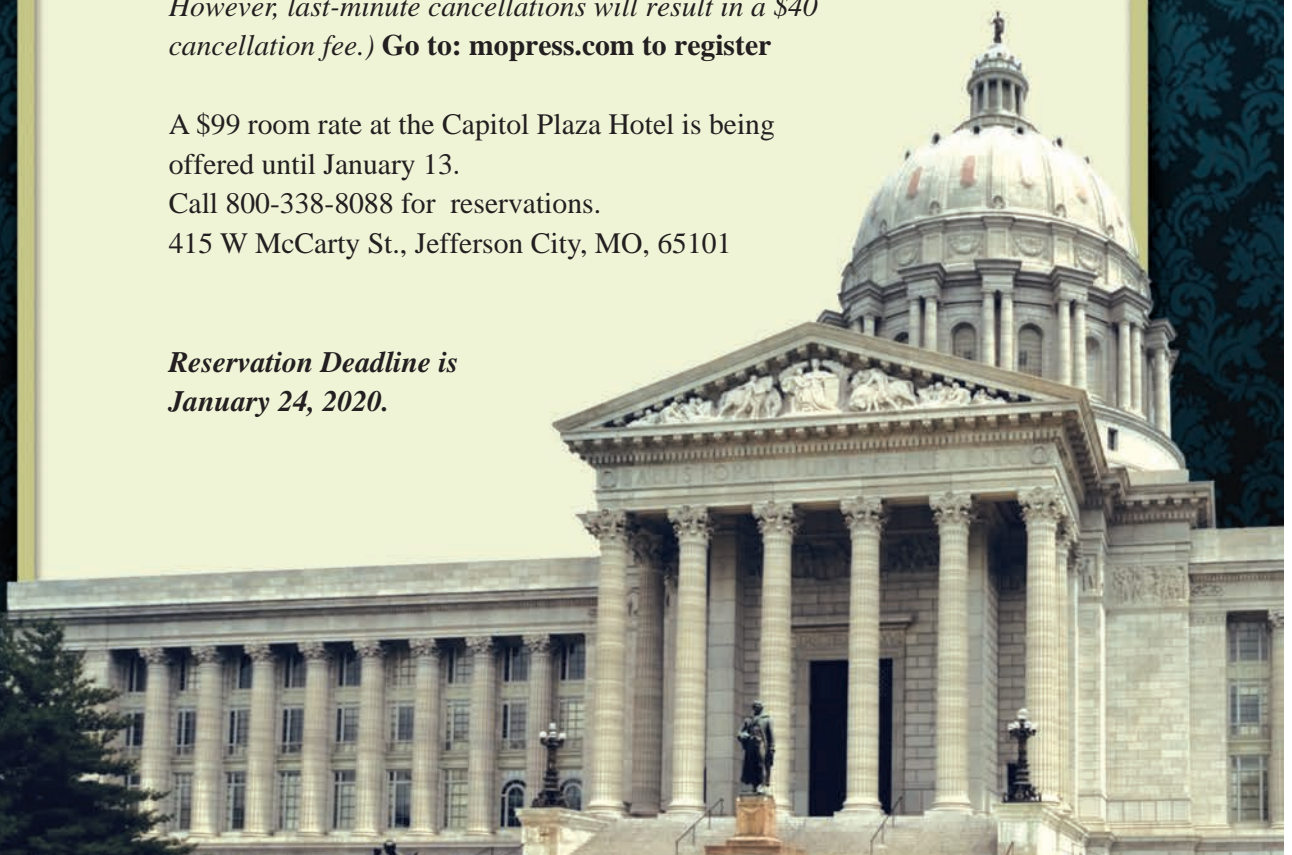 However, last-minute cancellations will result in a $40
cancellation fee.) Go to: mopress.com to register
A $99 room rate at the Capitol Plaza Hotel is being
offered until January 13.
Call 800-338-8088 for  reservations.
415 W McCarty St., Jefferson City, MO, 65101
Reservation Deadline is
January 24, 2020.